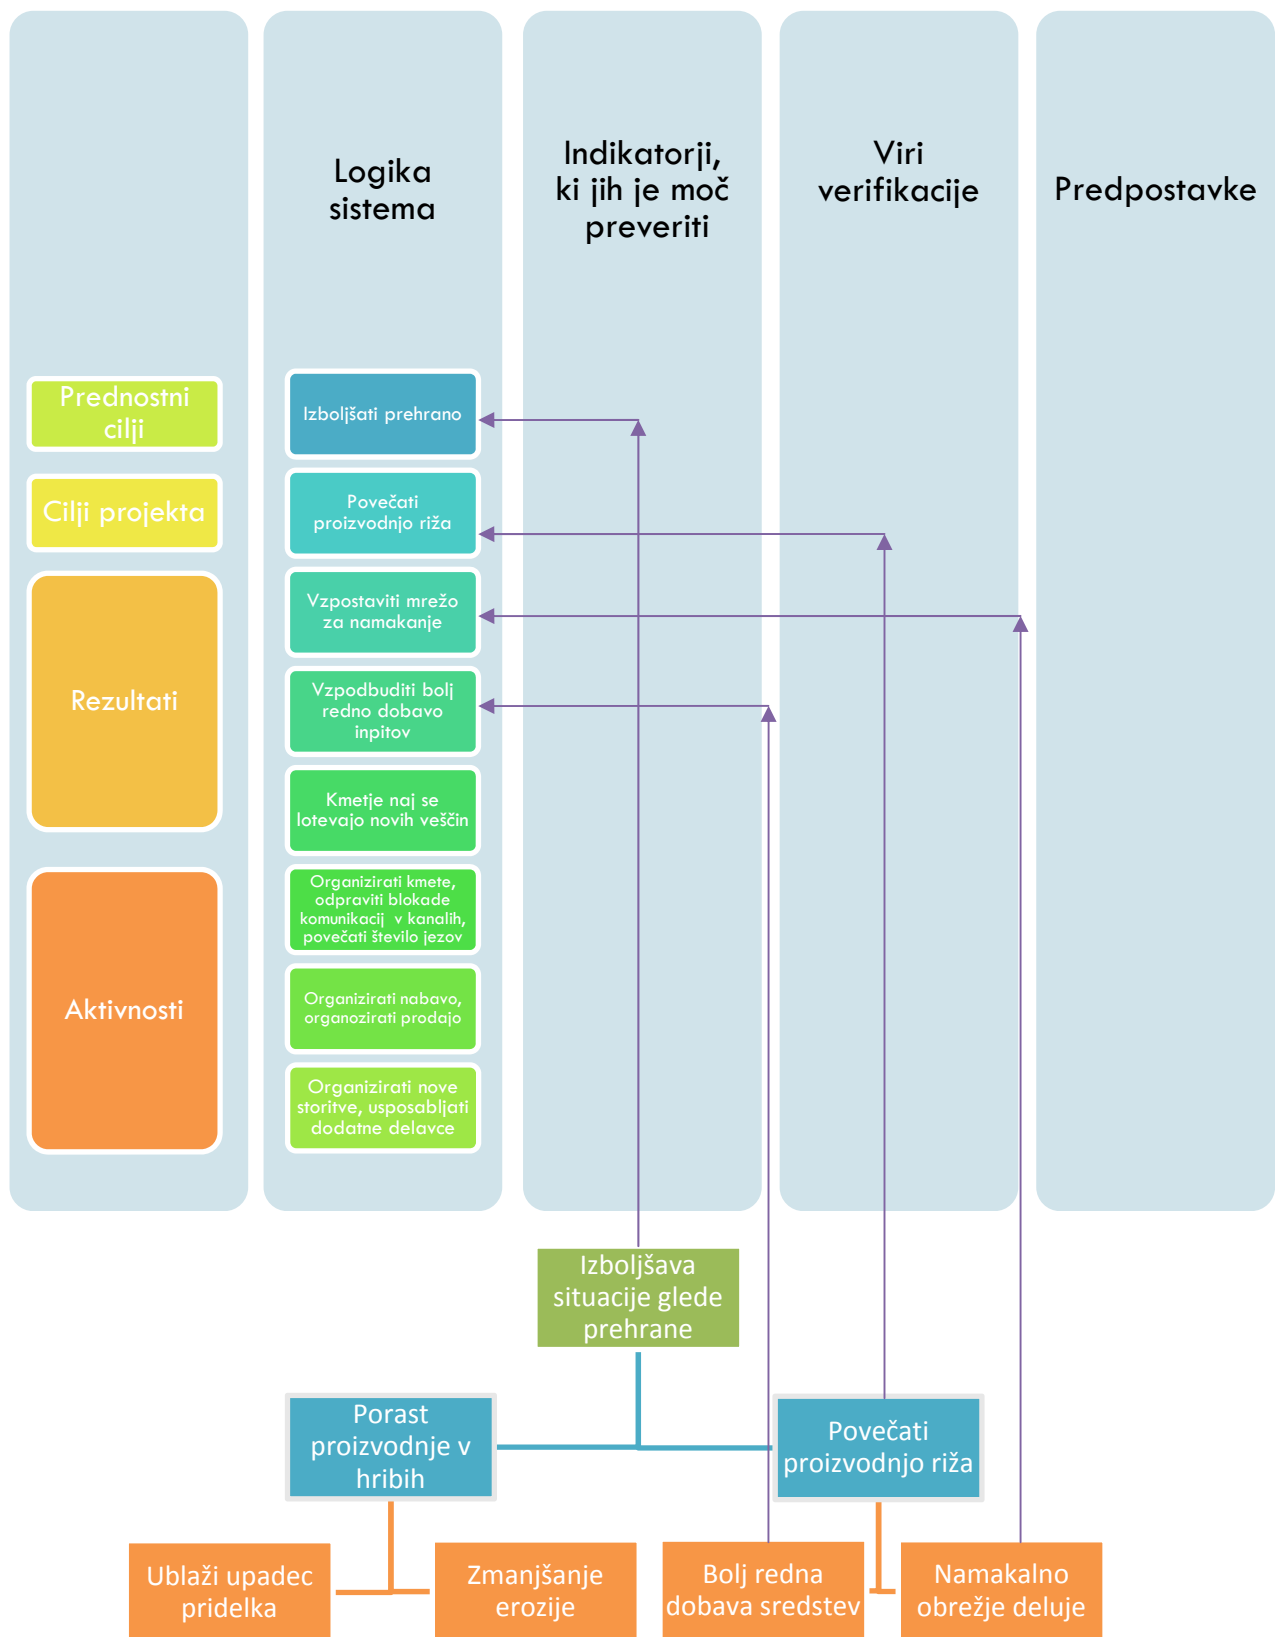 Logika
sistema
Indikatorji,
ki jih je moč
preveriti
Viri
verifikacije
Predpostavke
Prednostni
cilji
Cilji projekta
Rezultati
Aktivnosti
Izboljšati prehrano
Povečati
proizvodnjo riža
Vzpostaviti mrežo
za namakanje
Vzpodbuditi bolj
redno dobavo
inpitov
Kmetje naj se
lotevajo novih veščin
Organizirati kmete,
odpraviti blokade
komunikacij v kanalih,
povečati število jezov
Organizirati nabavo,
organozirati prodajo
Organizirati nove
storitve, usposabljati
dodatne delavce
Izboljšava
situacije glede
prehrane
Porast
proizvodnje v
hribih
Povečati
proizvodnjo riža
Ublaži upadec
pridelka
Zmanjšanje
erozije
Bolj redna
dobava sredstev
Namakalno
obrežje deluje